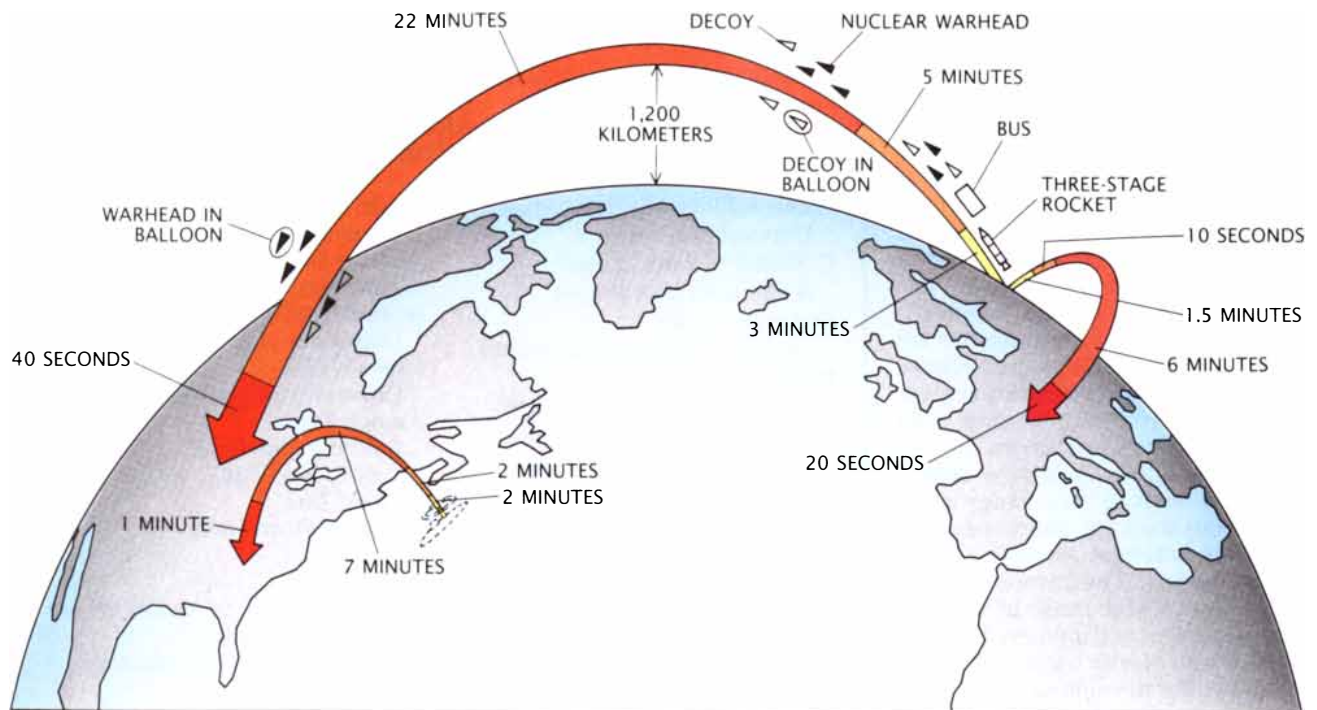 22 MINUTES
DECOY
NUCLEAR WARHEAD
5 MINUTES
1,200
KILOMETERS
BUS
DECOY IN
BALLOON
THREE-STAGE
ROCKET
WARHEAD IN
BALLOON
10 SECONDS
3 MINUTES
1.5 MINUTES
40 SECONDS
6 MINUTES
20 SECONDS
2 MINUTES
2 MINUTES
1 MINUTE
7 MINUTES